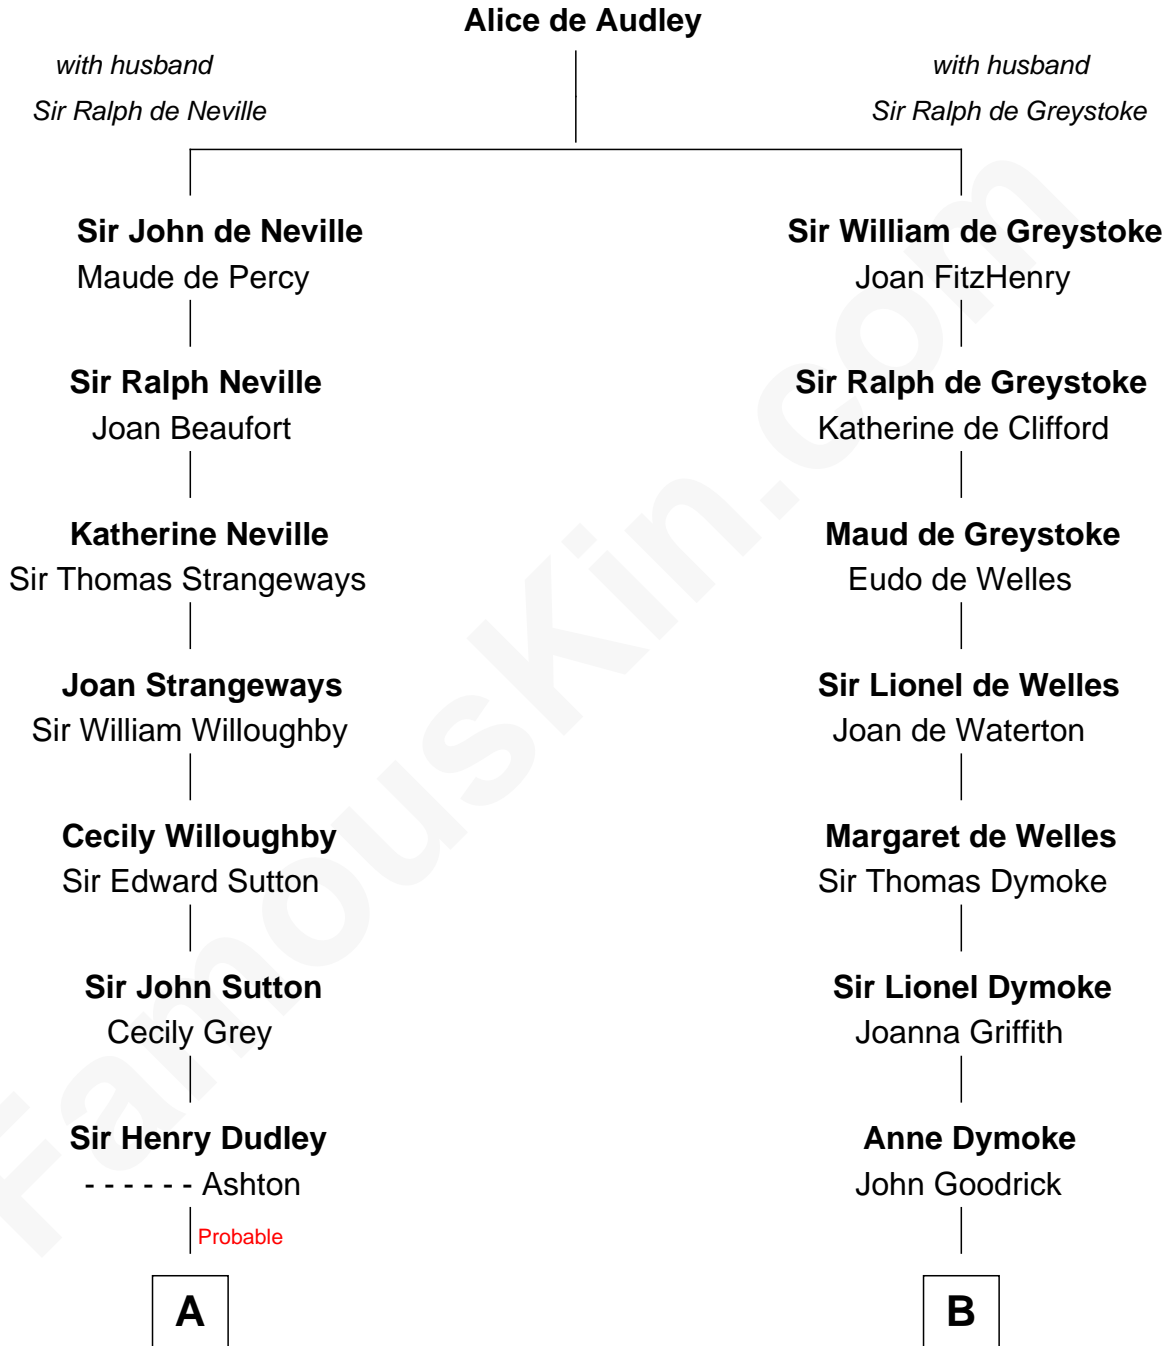 Alice de Audley
with husband
Sir Ralph de Neville
with husband
Sir Ralph de Greystoke
Sir John de Neville
Maude de Percy
Sir William de Greystoke
Joan FitzHenry
Sir Ralph Neville
Joan Beaufort
Sir Ralph de Greystoke
Katherine de Clifford
Katherine Neville
Sir Thomas Strangeways
Maud de Greystoke
Eudo de Welles
Joan Strangeways
Sir William Willoughby
Sir Lionel de Welles
Joan de Waterton
Cecily Willoughby
Sir Edward Sutton
Margaret de Welles
Sir Thomas Dymoke
Sir John Sutton
Cecily Grey
Sir Lionel Dymoke
Joanna Griffith
Sir Henry Dudley
- - - - - - Ashton
Anne Dymoke
John Goodrick
Probable
A
B
FamousKin.com